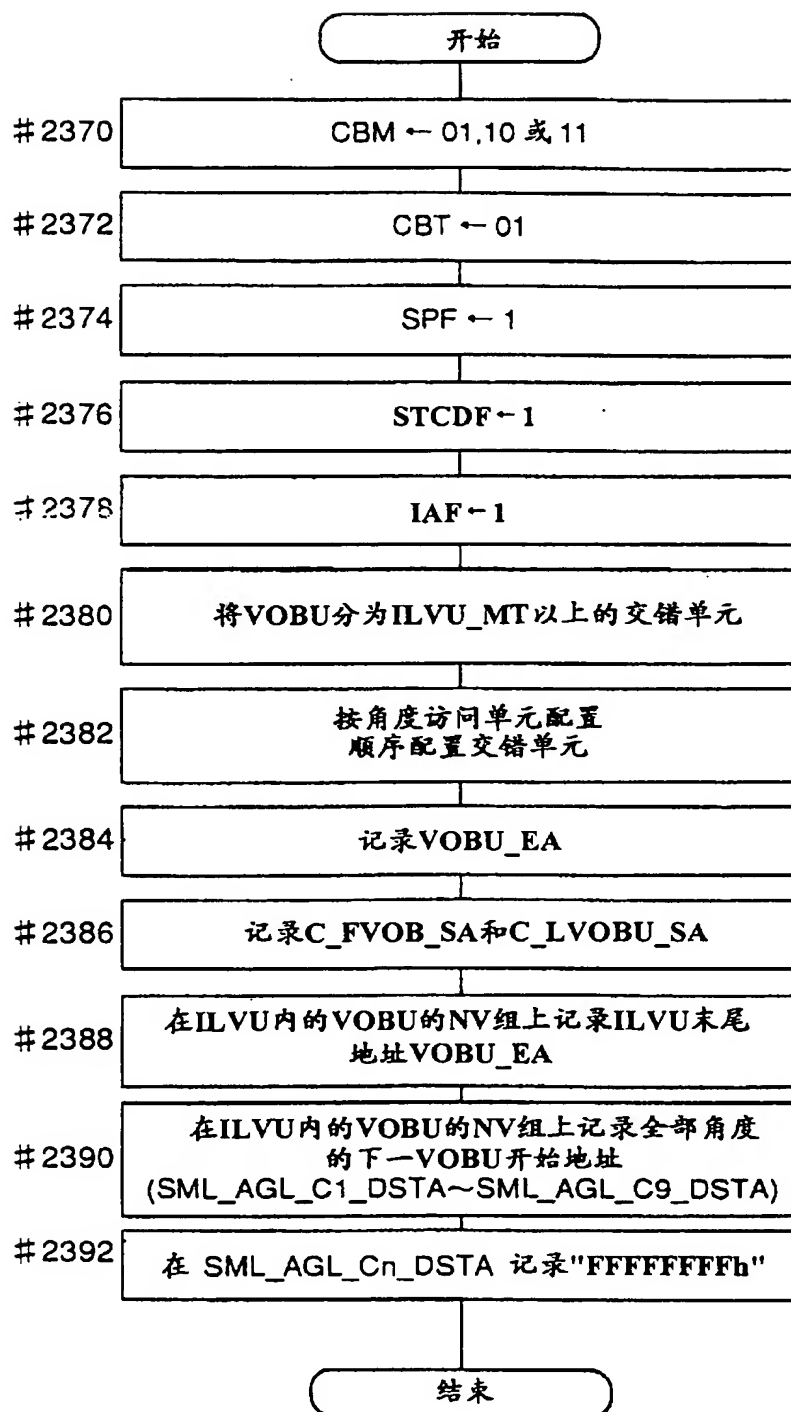 开始
#2370 CBM ← 01,10 或 11
#2372 CBT ← 01
#2374 SPF ← 1
#2376 STCDF ← 1
#2378 IAF ← 1
#2380 将VOBU分为ILVU_MT以上的交错单元
#2382 按角度访问单元配置
顺序配置交错单元
#2384 记录VOBU_EA
#2386 记录C_FVOB_SA和C_LVOBU_SA
#2388 在ILVU内的VOBU的NV组上记录ILVU末尾
地址VOBU_EA
#2390 在ILVU内的VOBU的NV组上记录全部角度
的下一VOBU开始地址
(SML_AGL_C1_DSTA~SML_AGL_C9_DSTA)
#2392 在 SML_AGL_Cn_DSTA 记录"FFFFFFFFh"
结束